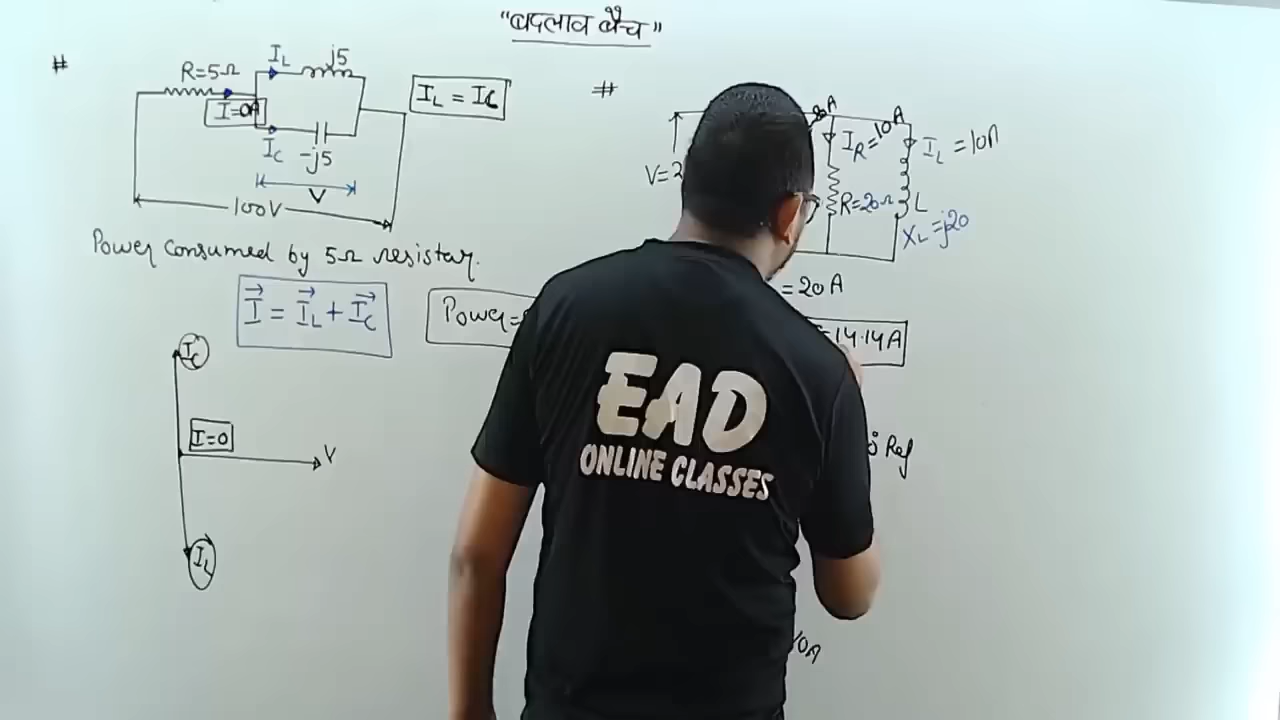 "बदलाव बैच"
#
R=5Ω
I=0A
I_L
j5
I_C
-j5
V
100V
I_L = I_C
Power consumed by 5Ω resistor.
I⃗ = I⃗_L + I⃗_C
Power=
I_C
I=0
V
I_L
#
I_R=10A
I_L = 10A
R=20Ω
L
X_L=j20
= 20A
=14.14A
Ref
EAD
ONLINE CLASSES